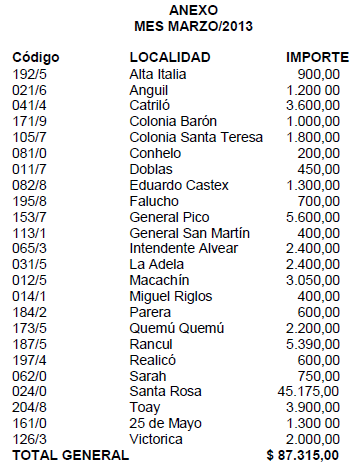 ANEXO
MES MARZO/2013
Código LOCALIDAD IMPORTE
192/5 Alta Italia 900,00
021/6 Anguil 1.200 00
041/4 Catriló 3.600,00
171/9 Colonia Barón 1.000,00
105/7 Colonia Santa Teresa 1.800,00
081/0 Conhelo 200,00
011/7 Doblas 450,00
082/8 Eduardo Castex 1.300,00
195/8 Falucho 700,00
153/7 General Pico 5.600,00
113/1 General San Martín 400,00
065/3 Intendente Alvear 2.400,00
031/5 La Adela 2.400,00
012/5 Macachín 3.050,00
014/1 Miguel Riglos 400,00
184/2 Parera 600,00
173/5 Quemú Quemú 2.200,00
187/5 Rancul 5.390,00
197/4 Realicó 600,00
062/0 Sarah 750,00
024/0 Santa Rosa 45.175,00
204/8 Toay 3.900,00
161/0 25 de Mayo 1.300 00
126/3 Victorica 2.000,00
TOTAL GENERAL $ 87.315,00